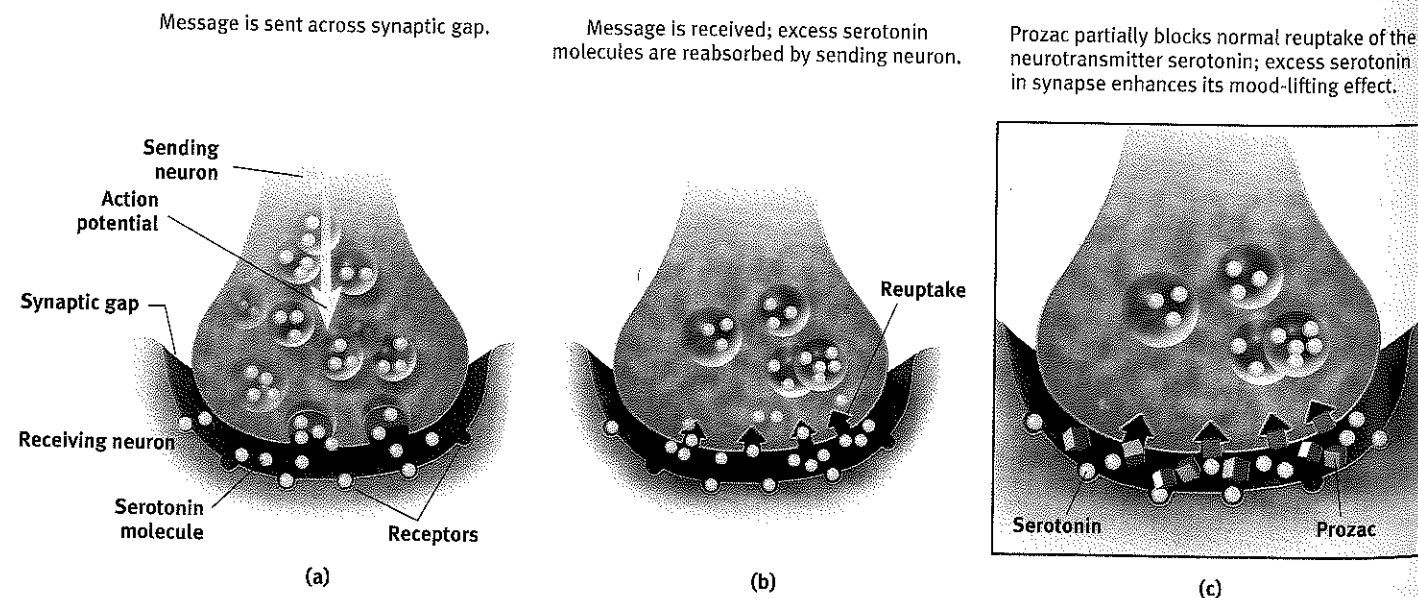 Message is sent across synaptic gap.
Message is received; excess serotonin
molecules are reabsorbed by sending neuron.
Prozac partially blocks normal reuptake of the
neurotransmitter serotonin; excess serotonin
in synapse enhances its mood-lifting effect.
Sending
neuron
Action
potential
Synaptic gap
Receiving neuron
Serotonin
molecule
Receptors
(a)
Reuptake
(b)
Serotonin
Prozac
(c)